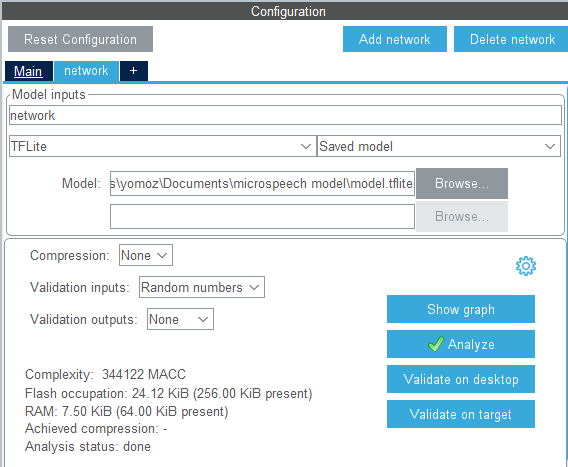 Configuration
Reset Configuration Add network Delete network
Main network +
Model inputs
network
TFLite Saved model
Model: s\yomoz\Documents\microspeech model\model.tflite Browse...
Browse...
Compression: None
Validation inputs: Random numbers
Show graph
Validation outputs: None
Analyze
Complexity: 344122 MACC
Validate on desktop
Flash occupation: 24.12 KiB (256.00 KiB present)
RAM: 7.50 KiB (64.00 KiB present)
Validate on target
Achieved compression: -
Analysis status: done